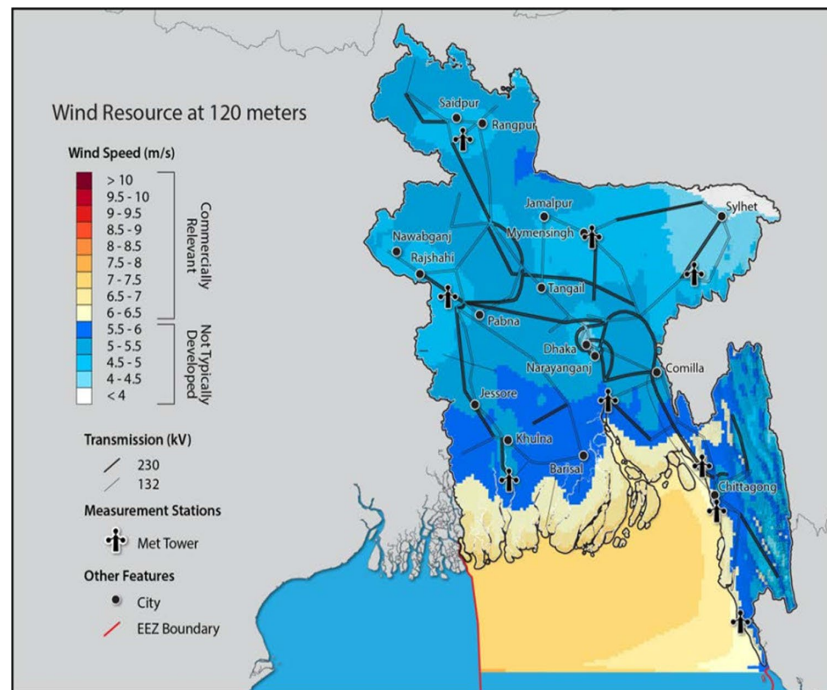 Wind Resource at 120 meters
Wind Speed (m/s)
> 10
9.5 - 10
9 - 9.5
8.5 - 9
8 - 8.5
7.5 - 8
7 - 7.5
6.5 - 7
6 - 6.5
5.5 - 6
5 - 5.5
4.5 - 5
4 - 4.5
< 4
Commercially
Relevant
Not Typically
Developed
Transmission (kV)
230
132
Measurement Stations
Met Tower
Other Features
City
EEZ Boundary
Saidpur
Rangpur
Jamalpur
Sylhet
Mymensingh
Nawabganj
Rajshahi
Tangail
Pabna
Dhaka
Narayanganj
Comilla
Jessore
Khulna
Barisal
Chittagong